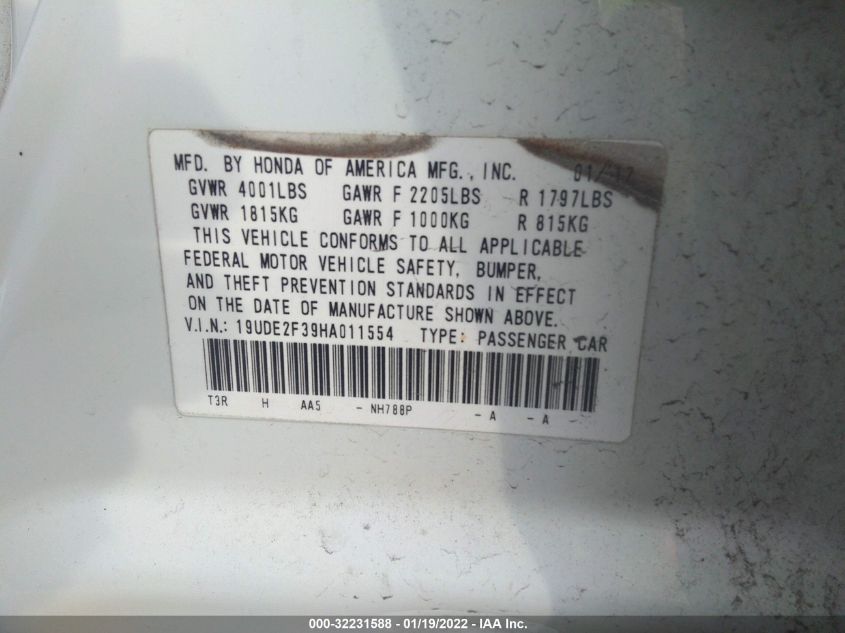 MFD. BY HONDA OF AMERICA MFG., INC. 01/17
GVWR 4001LBS GAWR F 2205LBS R 1797LBS
GVWR 1815KG GAWR F 1000KG R 815KG
THIS VEHICLE CONFORMS TO ALL APPLICABLE
FEDERAL MOTOR VEHICLE SAFETY, BUMPER,
AND THEFT PREVENTION STANDARDS IN EFFECT
ON THE DATE OF MANUFACTURE SHOWN ABOVE.
V.I.N.: 19UDE2F39HA011554 TYPE: PASSENGER CAR
T3R H AA5 - NH788P - A - A
000-32231588 - 01/19/2022 - IAA Inc.